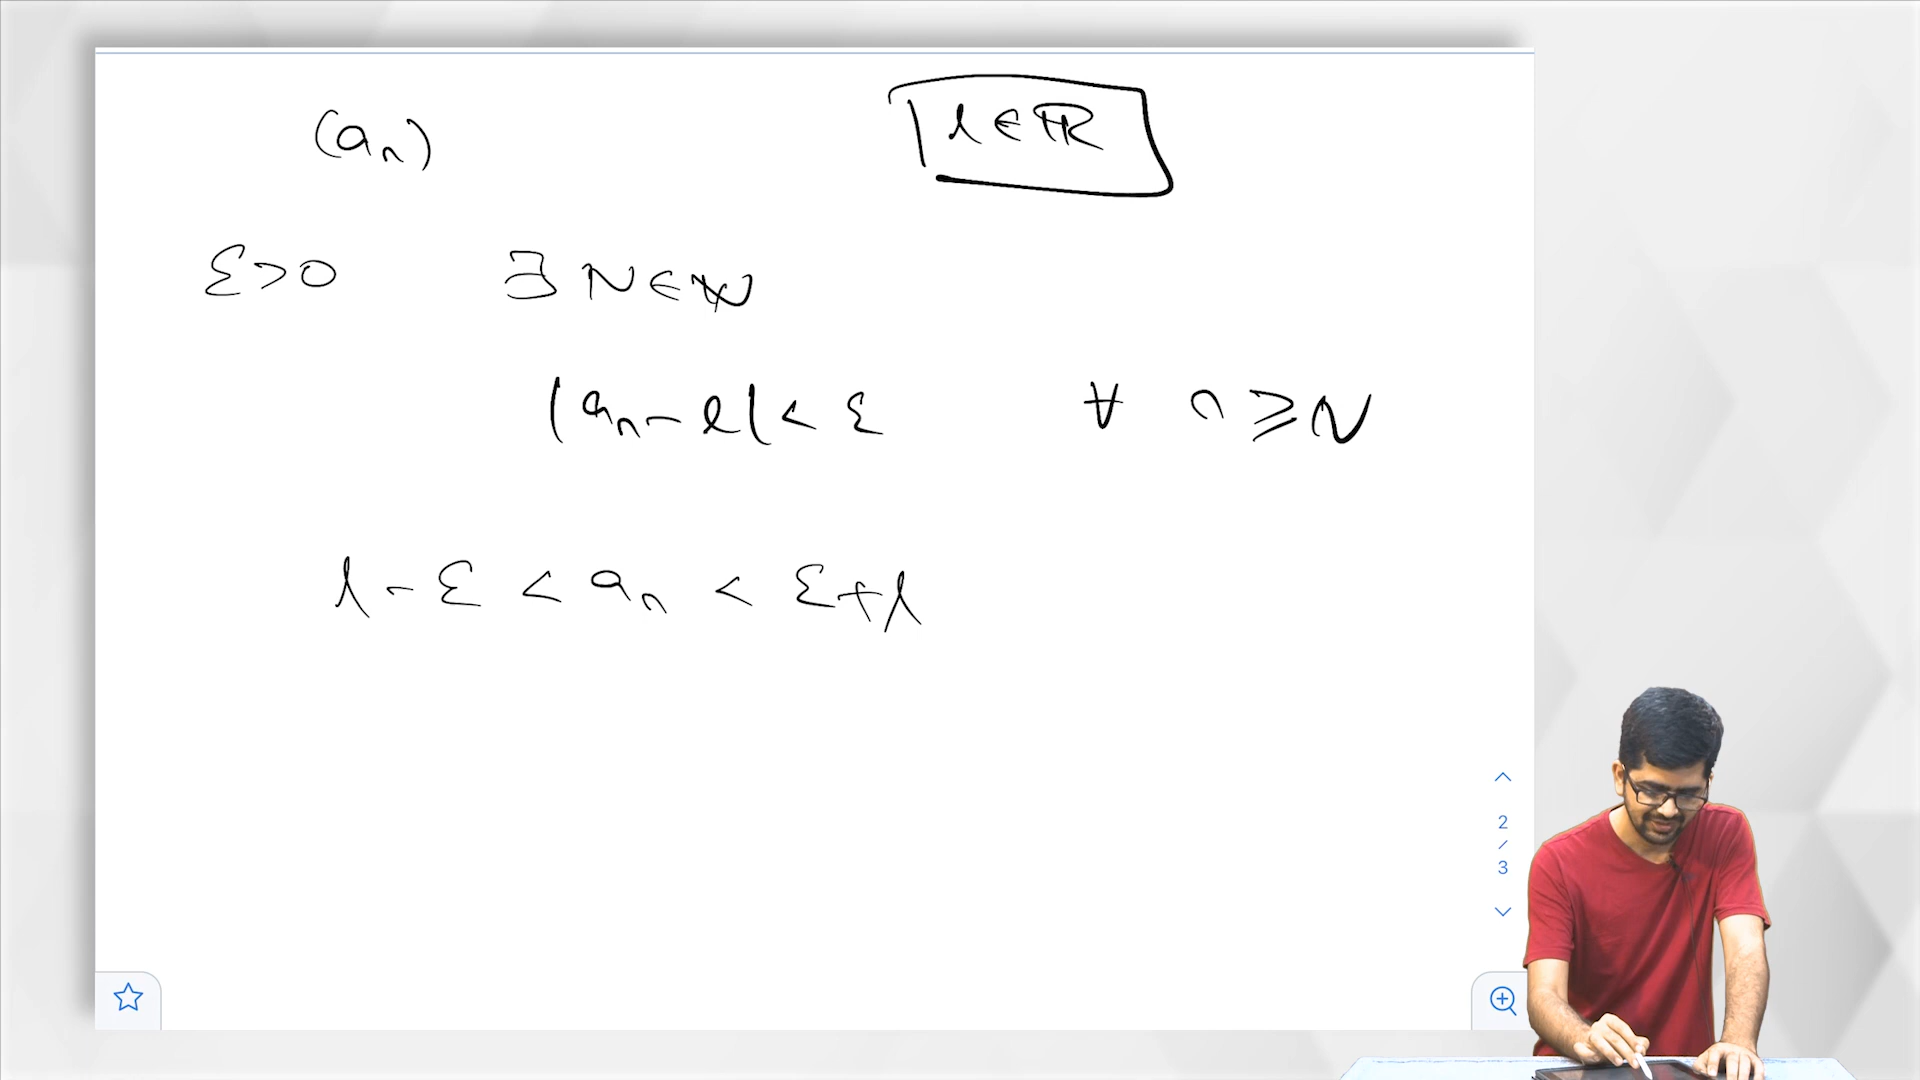 (aₙ) l∈ℝ
ε>0 ∃ N∈ℕ
|aₙ-l|<ε ∀ n≥N
l-ε < aₙ < ε+l
2
/
3